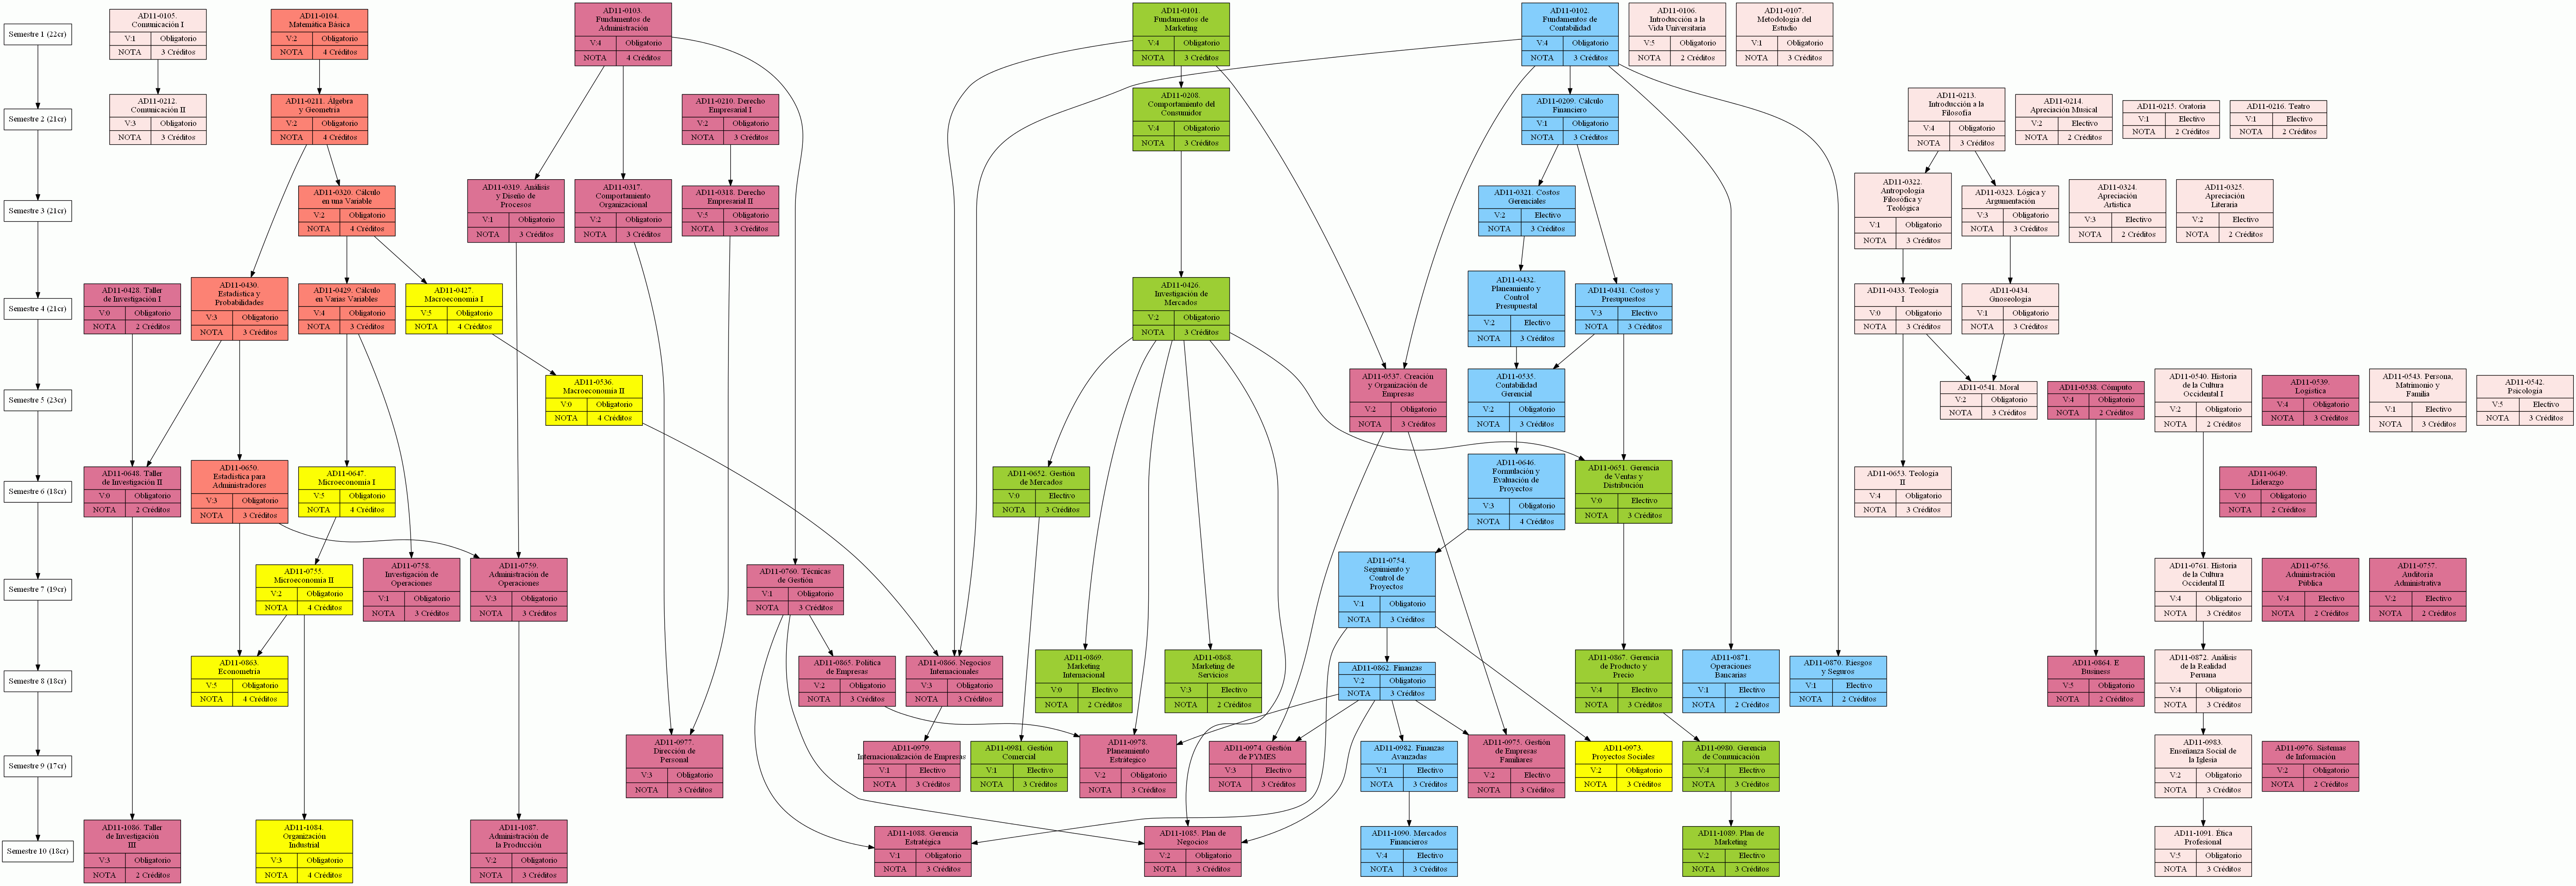 Semestre 1 (22cr)
AD11-0105.
Comunicación I
V:1 Obligatorio
NOTA 3 Créditos
AD11-0104.
Matemática Básica
V:2 Obligatorio
NOTA 4 Créditos
AD11-0103.
Fundamentos de
Administración
V:4 Obligatorio
NOTA 4 Créditos
AD11-0101.
Fundamentos de
Marketing
V:4 Obligatorio
NOTA 3 Créditos
AD11-0102.
Fundamentos de
Contabilidad
V:4 Obligatorio
NOTA 3 Créditos
AD11-0106.
Introducción a la
Vida Universitaria
V:5 Obligatorio
NOTA 2 Créditos
AD11-0107.
Metodología del
Estudio
V:1 Obligatorio
NOTA 3 Créditos
Semestre 2 (21cr)
AD11-0212.
Comunicación II
V:3 Obligatorio
NOTA 3 Créditos
AD11-0211. Álgebra
y Geometría
V:2 Obligatorio
NOTA 4 Créditos
AD11-0210. Derecho
Empresarial I
V:2 Obligatorio
NOTA 3 Créditos
AD11-0208.
Comportamiento del
Consumidor
V:4 Obligatorio
NOTA 3 Créditos
AD11-0209. Cálculo
Financiero
V:1 Obligatorio
NOTA 3 Créditos
AD11-0213.
Introducción a la
Filosofía
V:4 Obligatorio
NOTA 3 Créditos
AD11-0214.
Apreciación Musical
V:2 Electivo
NOTA 2 Créditos
AD11-0215. Oratoria
V:1 Electivo
NOTA 2 Créditos
AD11-0216. Teatro
V:1 Electivo
NOTA 2 Créditos
Semestre 3 (21cr)
AD11-0320. Cálculo
en una Variable
V:2 Obligatorio
NOTA 4 Créditos
AD11-0319. Análisis
y Diseño de
Procesos
V:1 Obligatorio
NOTA 3 Créditos
AD11-0317.
Comportamiento
Organizacional
V:2 Obligatorio
NOTA 3 Créditos
AD11-0318. Derecho
Empresarial II
V:5 Obligatorio
NOTA 3 Créditos
AD11-0321. Costos
Gerenciales
V:2 Electivo
NOTA 3 Créditos
AD11-0322.
Antropología
Filosófica y
Teológica
V:1 Obligatorio
NOTA 3 Créditos
AD11-0323. Lógica y
Argumentación
V:3 Obligatorio
NOTA 3 Créditos
AD11-0324.
Apreciación
Artística
V:3 Electivo
NOTA 2 Créditos
AD11-0325.
Apreciación
Literaria
V:2 Electivo
NOTA 2 Créditos
Semestre 4 (21cr)
AD11-0428. Taller
de Investigación I
V:0 Obligatorio
NOTA 2 Créditos
AD11-0430.
Estadística y
Probabilidades
V:3 Obligatorio
NOTA 3 Créditos
AD11-0429. Cálculo
en Varias Variables
V:4 Obligatorio
NOTA 3 Créditos
AD11-0427.
Macroeconomía I
V:5 Obligatorio
NOTA 4 Créditos
AD11-0426.
Investigación de
Mercados
V:2 Obligatorio
NOTA 3 Créditos
AD11-0432.
Planeamiento y
Control
Presupuestal
V:2 Electivo
NOTA 3 Créditos
AD11-0431. Costos y
Presupuestos
V:3 Electivo
NOTA 3 Créditos
AD11-0433. Teología
I
V:0 Obligatorio
NOTA 3 Créditos
AD11-0434.
Gnoseología
V:1 Obligatorio
NOTA 3 Créditos
Semestre 5 (23cr)
AD11-0536.
Macroeconomía II
V:0 Obligatorio
NOTA 4 Créditos
AD11-0537. Creación
y Organización de
Empresas
V:2 Obligatorio
NOTA 3 Créditos
AD11-0535.
Contabilidad
Gerencial
V:2 Obligatorio
NOTA 3 Créditos
AD11-0541. Moral
V:2 Obligatorio
NOTA 3 Créditos
AD11-0538. Cómputo
V:4 Obligatorio
NOTA 2 Créditos
AD11-0540. Historia
de la Cultura
Occidental I
V:2 Obligatorio
NOTA 2 Créditos
AD11-0539.
Logística
V:4 Obligatorio
NOTA 3 Créditos
AD11-0543. Persona,
Matrimonio y
Familia
V:1 Electivo
NOTA 3 Créditos
AD11-0542.
Psicología
V:5 Electivo
NOTA 3 Créditos
Semestre 6 (18cr)
AD11-0648. Taller
de Investigación II
V:0 Obligatorio
NOTA 2 Créditos
AD11-0650.
Estadística para
Administradores
V:3 Obligatorio
NOTA 3 Créditos
AD11-0647.
Microeconomía I
V:5 Obligatorio
NOTA 4 Créditos
AD11-0652. Gestión
de Mercados
V:0 Electivo
NOTA 3 Créditos
AD11-0646.
Formulación y
Evaluación de
Proyectos
V:3 Obligatorio
NOTA 4 Créditos
AD11-0651. Gerencia
de Ventas y
Distribución
V:0 Electivo
NOTA 3 Créditos
AD11-0653. Teología
II
V:4 Obligatorio
NOTA 3 Créditos
AD11-0649.
Liderazgo
V:0 Obligatorio
NOTA 2 Créditos
Semestre 7 (19cr)
AD11-0755.
Microeconomía II
V:2 Obligatorio
NOTA 4 Créditos
AD11-0758.
Investigación de
Operaciones
V:1 Obligatorio
NOTA 3 Créditos
AD11-0759.
Administración de
Operaciones
V:3 Obligatorio
NOTA 3 Créditos
AD11-0760. Técnicas
de Gestión
V:1 Obligatorio
NOTA 3 Créditos
AD11-0754.
Seguimiento y
Control de
Proyectos
V:1 Obligatorio
NOTA 3 Créditos
AD11-0761. Historia
de la Cultura
Occidental II
V:4 Obligatorio
NOTA 3 Créditos
AD11-0756.
Administración
Pública
V:4 Electivo
NOTA 2 Créditos
AD11-0757.
Auditoría
Administrativa
V:2 Electivo
NOTA 2 Créditos
Semestre 8 (18cr)
AD11-0863.
Econometría
V:5 Obligatorio
NOTA 4 Créditos
AD11-0865. Política
de Empresas
V:2 Obligatorio
NOTA 3 Créditos
AD11-0866. Negocios
Internacionales
V:3 Obligatorio
NOTA 3 Créditos
AD11-0869.
Marketing
Internacional
V:0 Electivo
NOTA 2 Créditos
AD11-0868.
Marketing de
Servicios
V:3 Electivo
NOTA 2 Créditos
AD11-0862. Finanzas
V:2 Obligatorio
NOTA 3 Créditos
AD11-0867. Gerencia
de Producto y
Precio
V:4 Electivo
NOTA 3 Créditos
AD11-0871.
Operaciones
Bancarias
V:1 Electivo
NOTA 2 Créditos
AD11-0870. Riesgos
y Seguros
V:1 Electivo
NOTA 2 Créditos
AD11-0864. E
Business
V:5 Obligatorio
NOTA 2 Créditos
AD11-0872. Análisis
de la Realidad
Peruana
V:4 Obligatorio
NOTA 3 Créditos
Semestre 9 (17cr)
AD11-0977.
Dirección de
Personal
V:3 Obligatorio
NOTA 3 Créditos
AD11-0979.
Internacionalización de Empresas
V:1 Electivo
NOTA 3 Créditos
AD11-0981. Gestión
Comercial
V:1 Electivo
NOTA 3 Créditos
AD11-0978.
Planeamiento
Estratégico
V:2 Obligatorio
NOTA 3 Créditos
AD11-0974. Gestión
de PYMES
V:3 Electivo
NOTA 3 Créditos
AD11-0982. Finanzas
Avanzadas
V:1 Electivo
NOTA 3 Créditos
AD11-0975. Gestión
de Empresas
Familiares
V:2 Electivo
NOTA 3 Créditos
AD11-0973.
Proyectos Sociales
V:2 Obligatorio
NOTA 3 Créditos
AD11-0980. Gerencia
de Comunicación
V:4 Electivo
NOTA 3 Créditos
AD11-0983.
Enseñanza Social de
la Iglesia
V:2 Obligatorio
NOTA 3 Créditos
AD11-0976. Sistemas
de Información
V:2 Obligatorio
NOTA 2 Créditos
Semestre 10 (18cr)
AD11-1086. Taller
de Investigación
III
V:3 Obligatorio
NOTA 2 Créditos
AD11-1084.
Organización
Industrial
V:3 Obligatorio
NOTA 4 Créditos
AD11-1087.
Administración de
la Producción
V:2 Obligatorio
NOTA 3 Créditos
AD11-1088. Gerencia
Estratégica
V:1 Obligatorio
NOTA 3 Créditos
AD11-1085. Plan de
Negocios
V:2 Obligatorio
NOTA 3 Créditos
AD11-1090. Mercados
Financieros
V:4 Electivo
NOTA 3 Créditos
AD11-1089. Plan de
Marketing
V:2 Electivo
NOTA 3 Créditos
AD11-1091. Ética
Profesional
V:5 Obligatorio
NOTA 3 Créditos